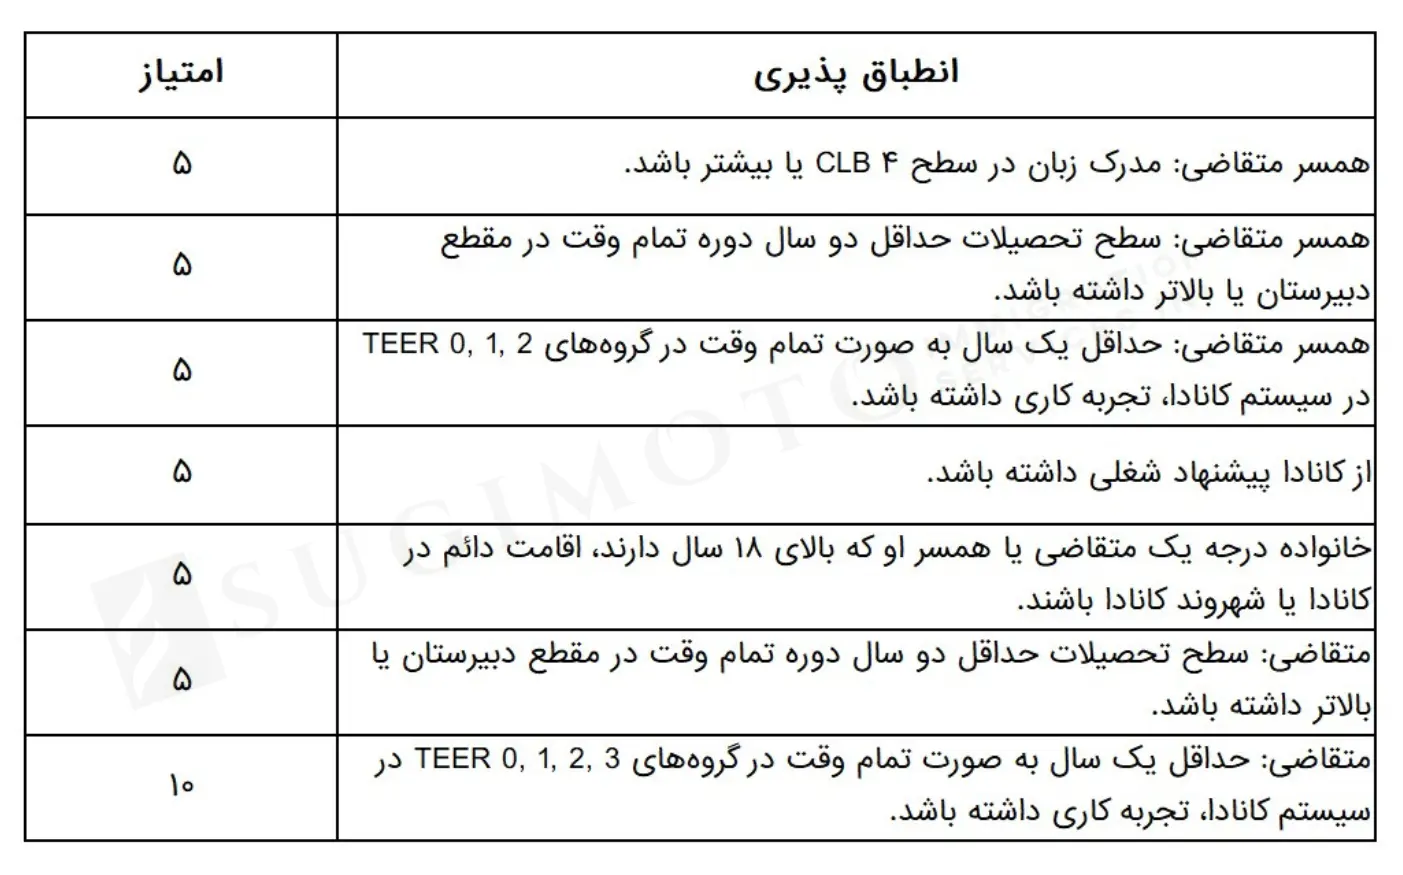 انطباق پذیری امتیاز
همسر متقاضی: مدرک زبان در سطح CLB ۴ یا بیشتر باشد. ۵
همسر متقاضی: سطح تحصیلات حداقل دو سال دوره تمام وقت در مقطع
دبیرستان یا بالاتر داشته باشد. ۵
همسر متقاضی: حداقل یک سال به صورت تمام وقت در گروه‌های TEER 0, 1, 2
در سیستم کانادا، تجربه کاری داشته باشد. ۵
از کانادا پیشنهاد شغلی داشته باشد. ۵
خانواده درجه یک متقاضی یا همسر او که بالای ۱۸ سال دارند، اقامت دائم در
کانادا یا شهروند کانادا باشند. ۵
متقاضی: سطح تحصیلات حداقل دو سال دوره تمام وقت در مقطع دبیرستان یا
بالاتر داشته باشد. ۵
متقاضی: حداقل یک سال به صورت تمام وقت در گروه‌های TEER 0, 1, 2, 3 در
سیستم کانادا، تجربه کاری داشته باشد. ۱۰
SUGIMOTO